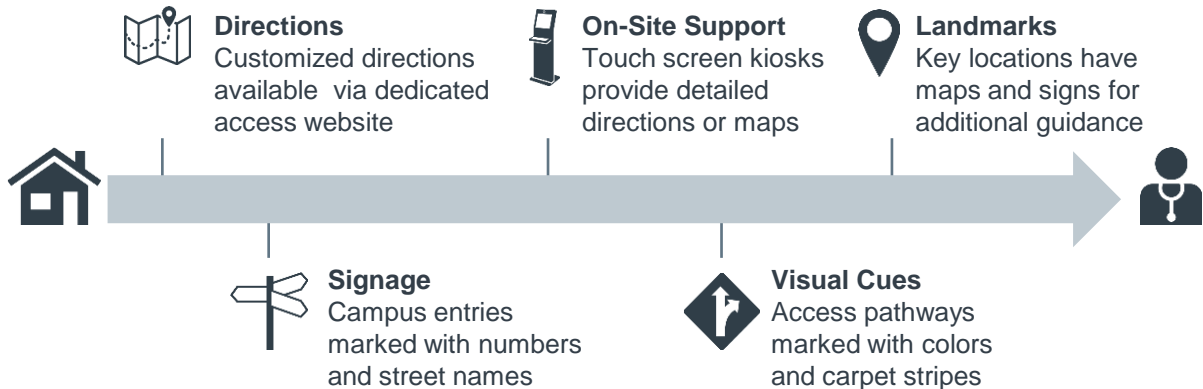 Directions
Customized directions
available  via dedicated
access website
On-Site Support
Touch screen kiosks
provide detailed
directions or maps
Landmarks
Key locations have
maps and signs for
additional guidance
Signage
Campus entries
marked with numbers
and street names
Visual Cues
Access pathways
marked with colors
and carpet stripes